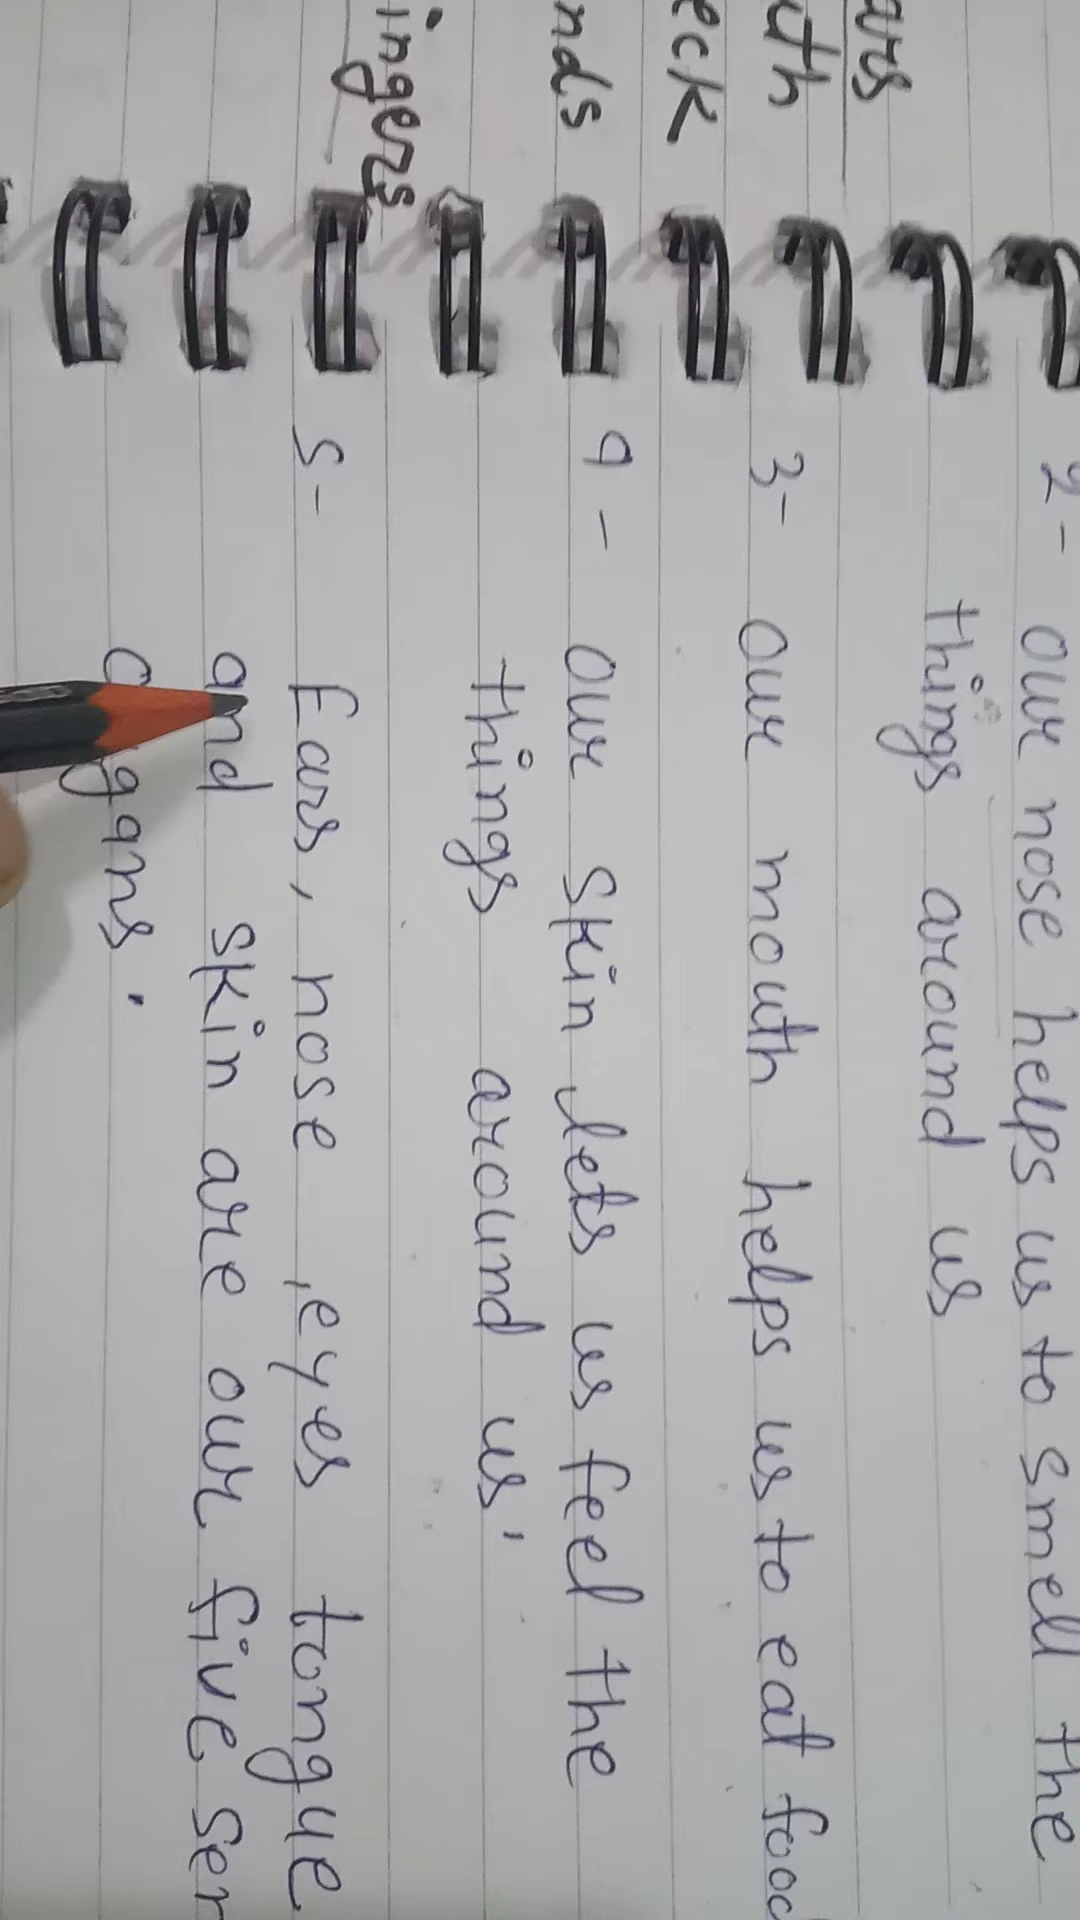 ars
uth
eck
nds
ingers
2- our nose helps us to smell the
things around us
3- our mouth helps us to eat food
4- our skin lets us feel the
things around us.
5- Ears, nose, eyes tongue
and skin are our five sen
organs.